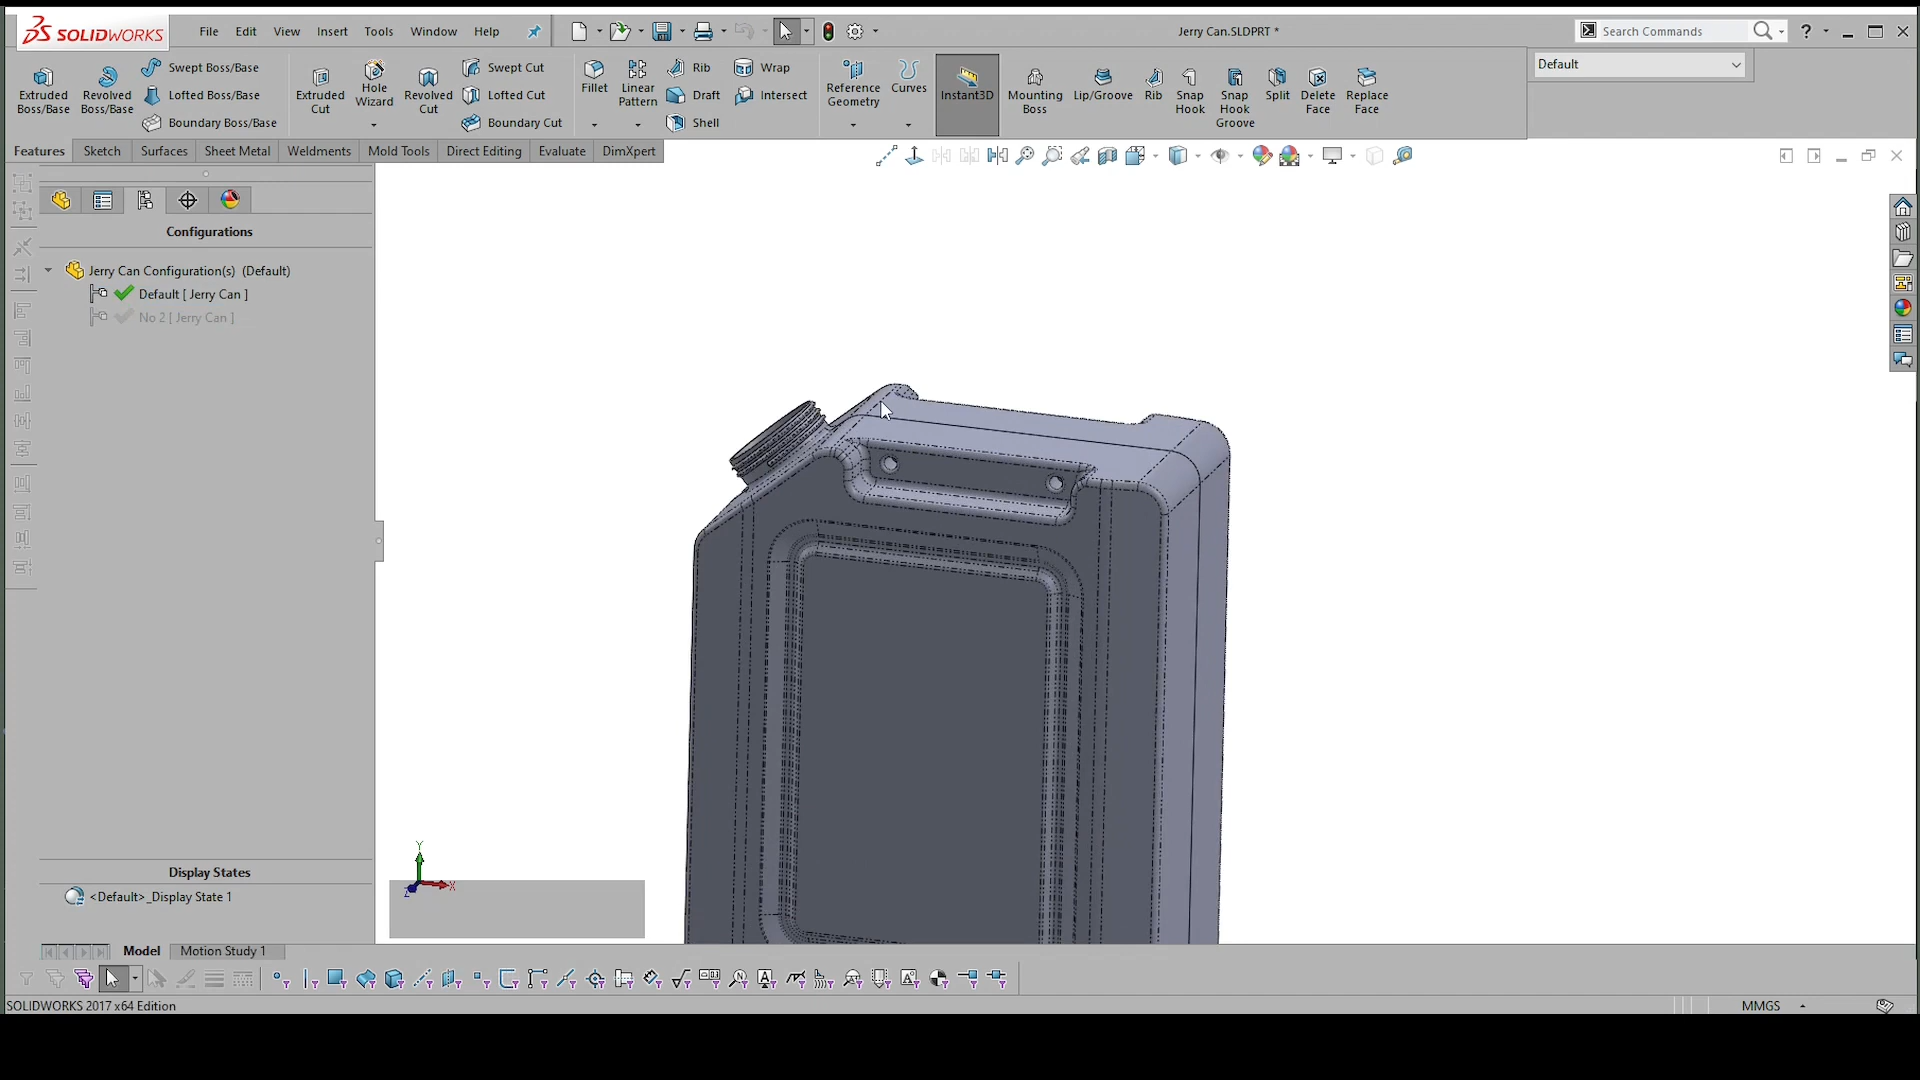 SOLIDWORKS File Edit View Insert Tools Window Help Jerry Can.SLDPRT * Search Commands ?
Extruded Boss/Base
Revolved Boss/Base
Swept Boss/Base
Lofted Boss/Base
Boundary Boss/Base
Extruded Cut
Hole Wizard
Revolved Cut
Swept Cut
Lofted Cut
Boundary Cut
Fillet
Linear Pattern
Rib
Draft
Shell
Wrap
Intersect
Reference Geometry
Curves
Instant3D
Mounting Boss
Lip/Groove
Rib
Snap Hook
Snap Hook Groove
Split
Delete Face
Replace Face
Default
Features Sketch Surfaces Sheet Metal Weldments Mold Tools Direct Editing Evaluate DimXpert
Configurations
Jerry Can Configuration(s) (Default)
Default [ Jerry Can ]
No 2 [ Jerry Can ]
Y
X
Z
Display States
<Default>_Display State 1
Model Motion Study 1
SOLIDWORKS 2017 x64 Edition MMGS